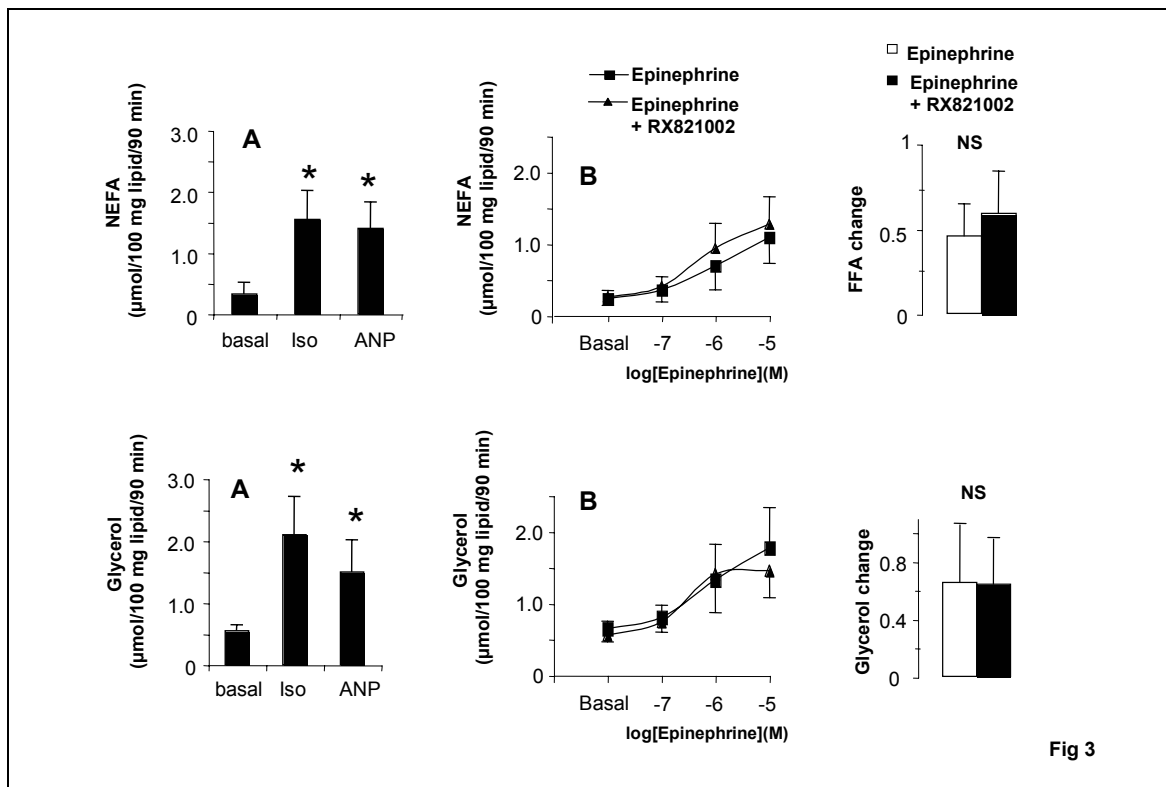 Epinephrine
Epinephrine
+ RX821002
Epinephrine
Epinephrine
+ RX821002
NEFA
(µmol/100 mg lipid/90 min)
3.0
2.0
1.0
0
A
*
*
basal Iso ANP
NEFA
(µmol/100 mg lipid/90 min)
2.0
1.0
0
B
Basal -7 -6 -5
log[Epinephrine](M)
FFA change
1
0.5
0
NS
Glycerol
(µmol/100 mg lipid/90 min)
3.0
2.0
1.0
0
A
*
*
basal Iso ANP
Glycerol
(µmol/100 mg lipid/90 min)
2.0
1.0
0
B
Basal -7 -6 -5
log[Epinephrine](M)
Glycerol change
0.8
0.4
0
NS
Fig 3